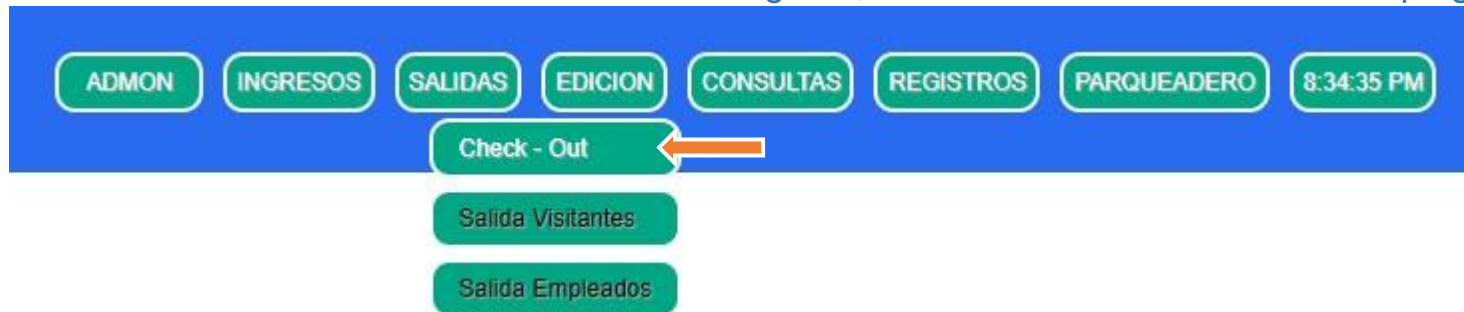 ADMON INGRESOS SALIDAS EDICION CONSULTAS REGISTROS PARQUEADERO 8:34:35 PM
Check - Out
Salida Visitantes
Salida Empleados